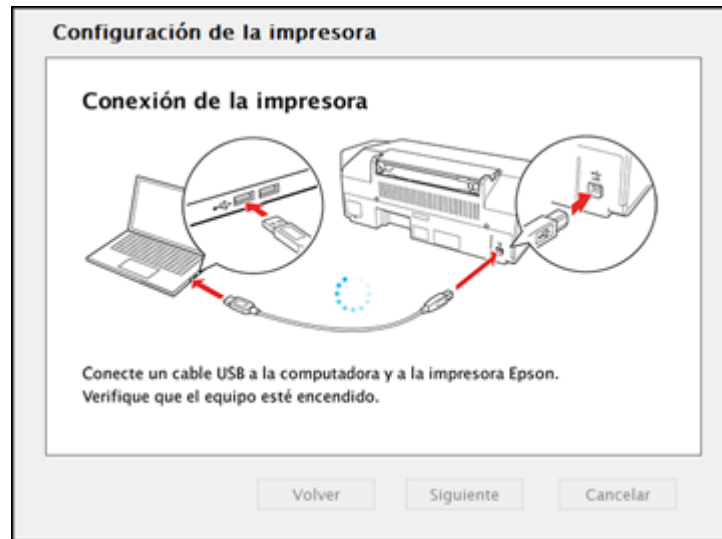 Configuración de la impresora
Conexión de la impresora
Conecte un cable USB a la computadora y a la impresora Epson.
Verifique que el equipo esté encendido.
Volver
Siguiente
Cancelar